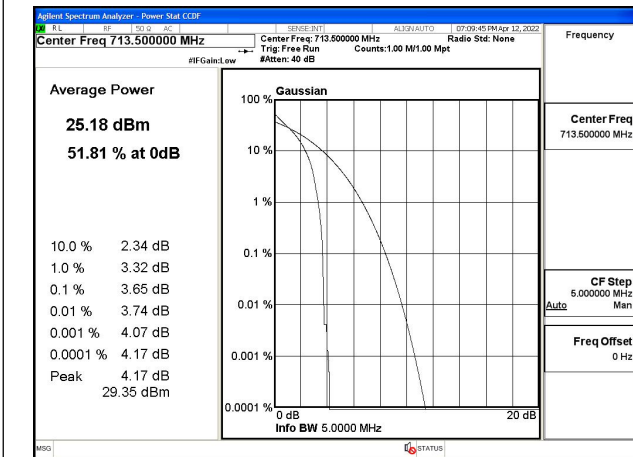 Agilent Spectrum Analyzer - Power Stat CCDF
RL RF 50 Ω AC SENSE:INT ALIGN AUTO 07:09:45 PM Apr 12, 2022
Center Freq 713.500000 MHz
Center Freq: 713.500000 MHz Radio Std: None
Trig: Free Run Counts:1.00 M/1.00 Mpt
#IFGain:Low #Atten: 40 dB
Frequency
Average Power
25.18 dBm
51.81 % at 0dB
10.0 % 2.34 dB
1.0 % 3.32 dB
0.1 % 3.65 dB
0.01 % 3.74 dB
0.001 % 4.07 dB
0.0001 % 4.17 dB
Peak 4.17 dB
29.35 dBm
Gaussian
100 %
10 %
1 %
0.1 %
0.01 %
0.001 %
0.0001 %
0 dB 20 dB
Info BW 5.0000 MHz
Center Freq
713.500000 MHz
CF Step
5.000000 MHz
Auto Man
Freq Offset
0 Hz
MSG STATUS